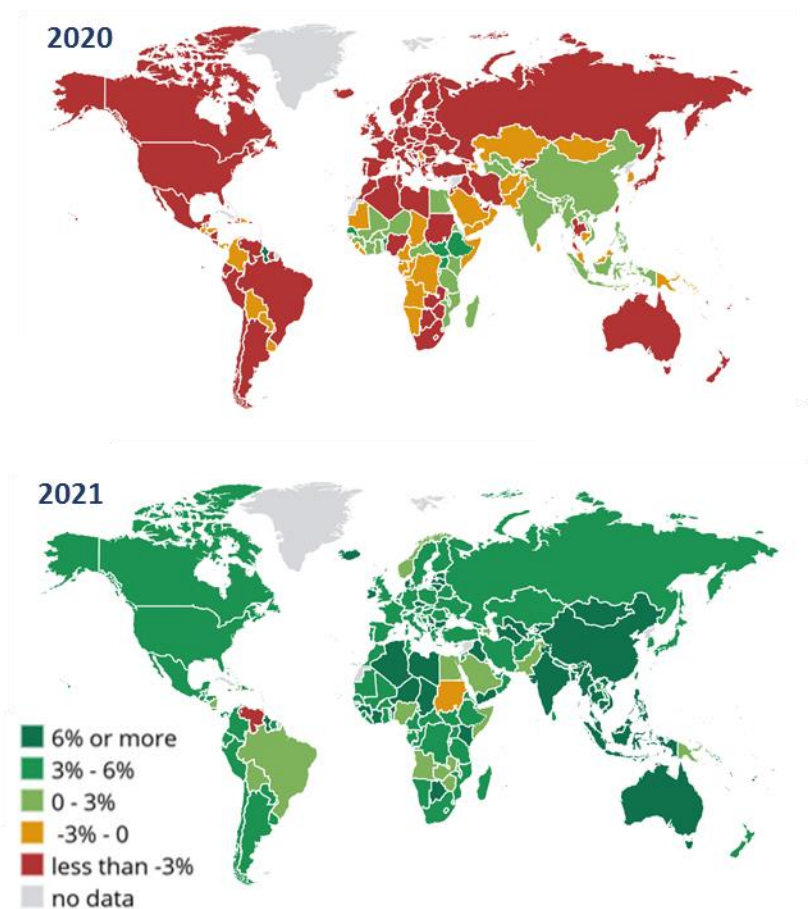 2020
2021
6% or more
3% - 6%
0 - 3%
-3% - 0
less than -3%
no data